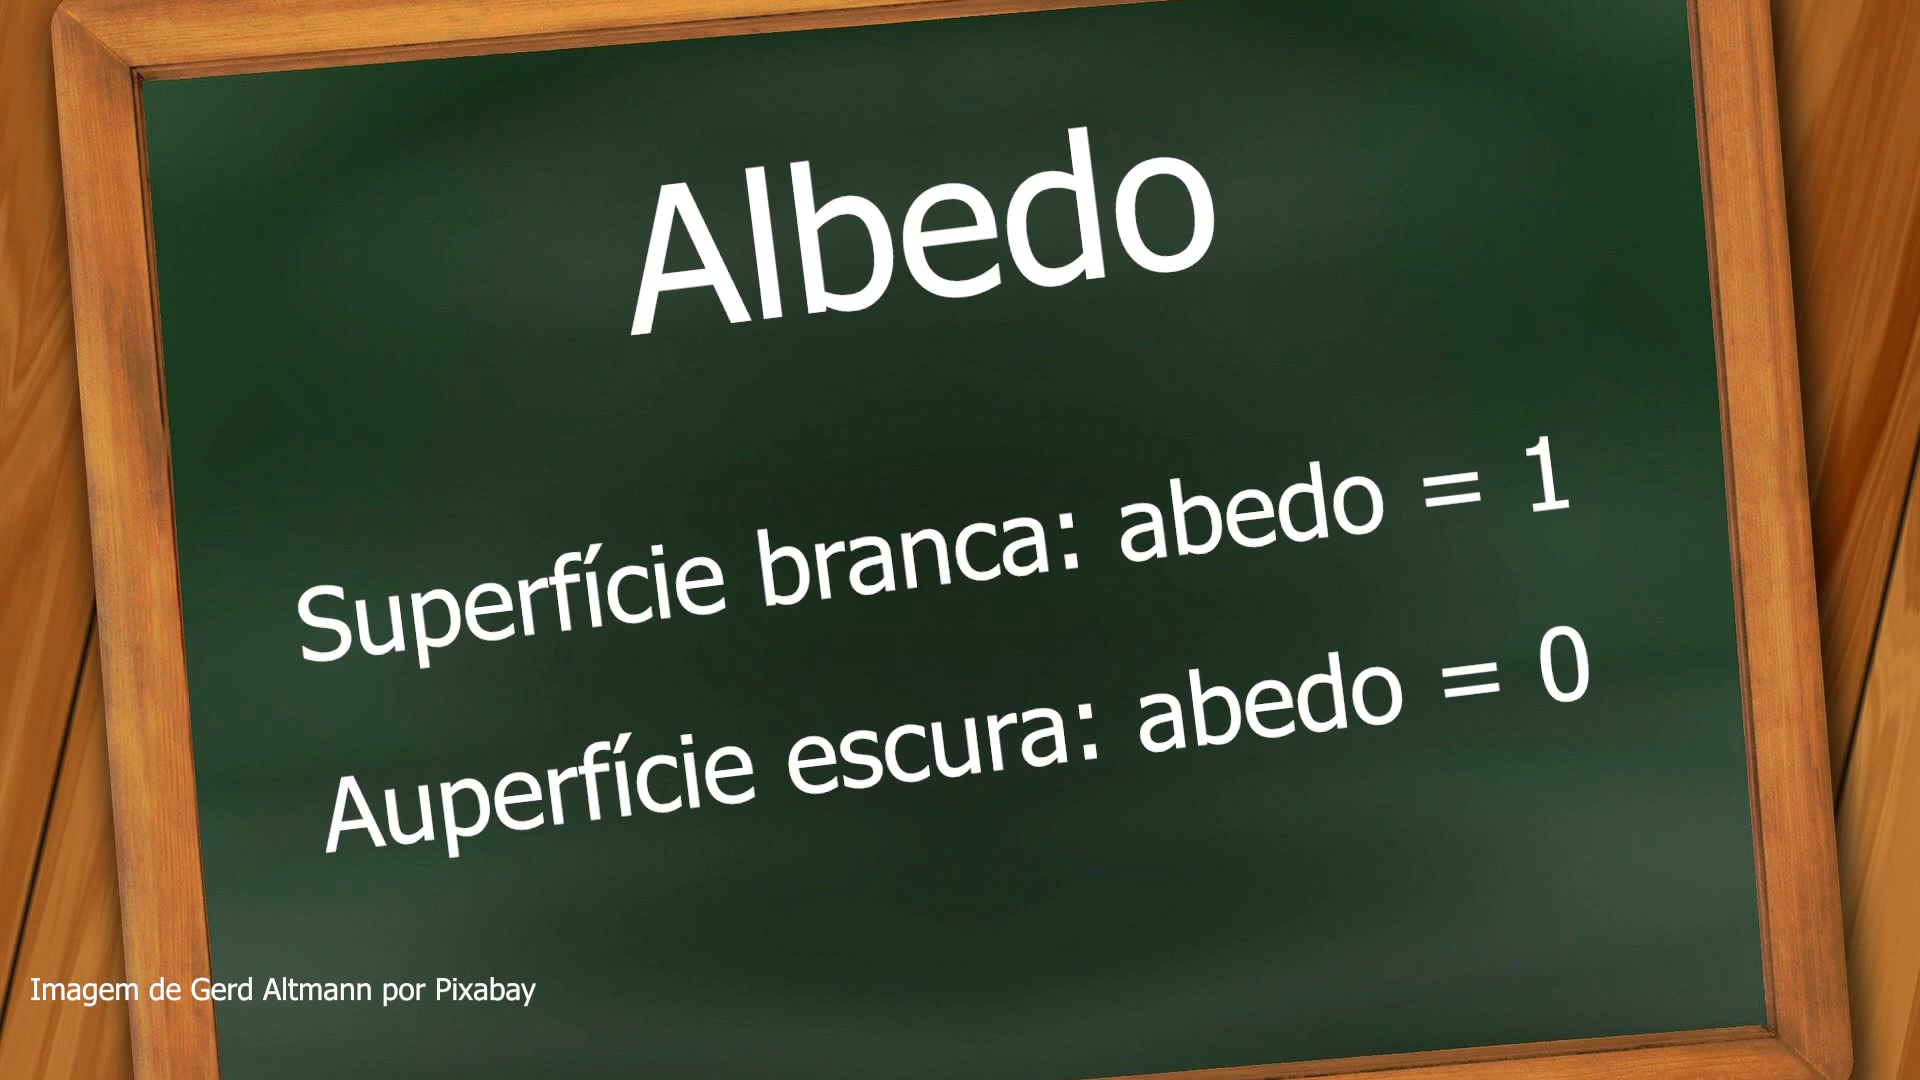 Albedo
Superfície branca: abedo = 1
Auperfície escura: abedo = 0
Imagem de Gerd Altmann por Pixabay